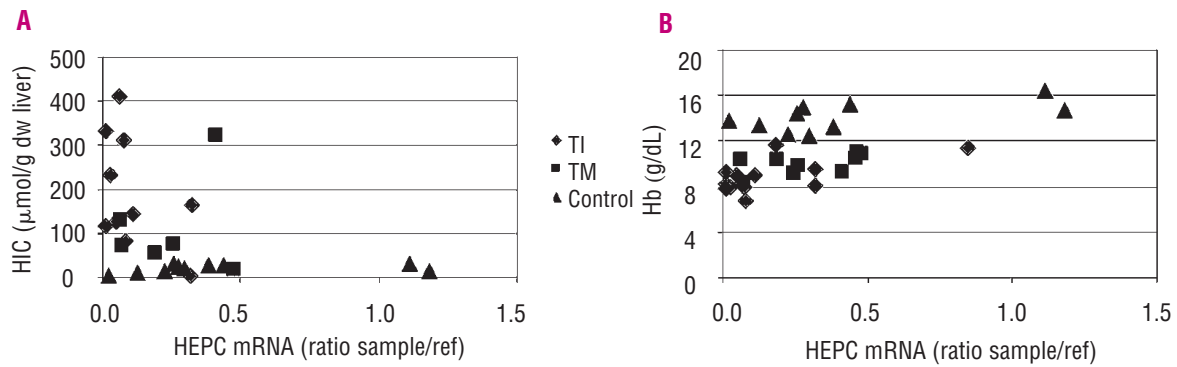 A
500
400
300
200
100
0
HIC (μmol/g dw liver)
0.0 0.5 1.0 1.5
HEPC mRNA (ratio sample/ref)
TI
TM
Control
B
20
16
12
8
4
0
Hb (g/dL)
0.0 0.5 1.0 1.5
HEPC mRNA (ratio sample/ref)